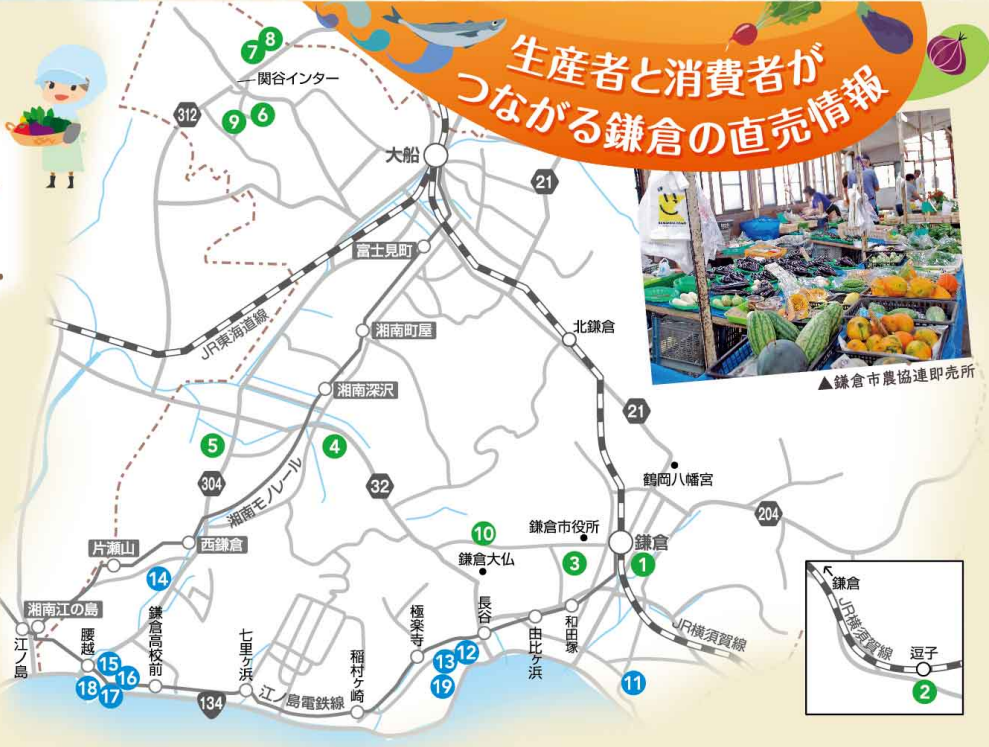 生産者と消費者が
つながる鎌倉の直売情報
▲鎌倉市農協連即売所
8
7
関谷インター
312
9
6
大船
21
富士見町
JR東海道線
湘南町屋
北鎌倉
湘南深沢
21
5
4
鶴岡八幡宮
304
湘南モノレール
32
204
10
鎌倉市役所
西鎌倉
鎌倉
片瀬山
鎌倉大仏
3
1
14
湘南江の島
江ノ島
腰越
鎌倉高校前
七里ヶ浜
稲村ヶ崎
極楽寺
長谷
由比ヶ浜
和田塚
JR横須賀線
15
16
18
17
13
12
19
11
134
江ノ島電鉄線
鎌倉
JR横須賀線
逗子
2